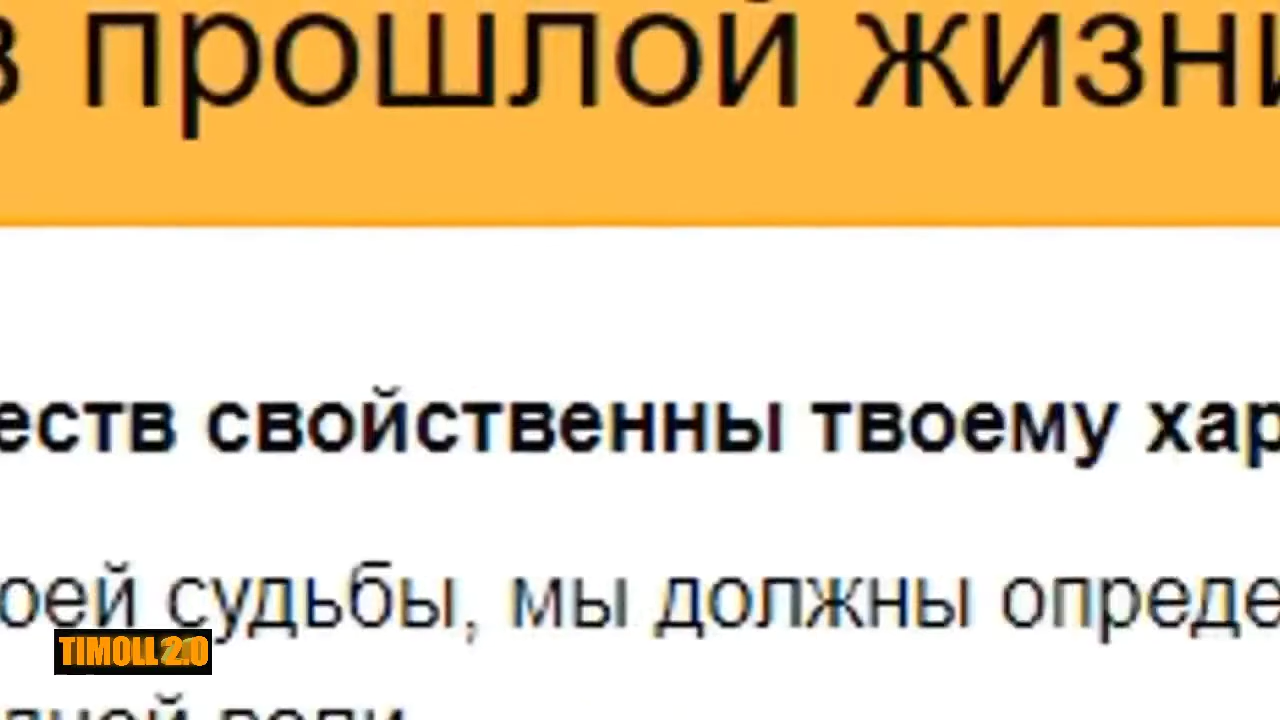 в прошлой жизни
еств свойственны твоему хар
оей судьбы, мы должны опреде
TIMOLL 2.0